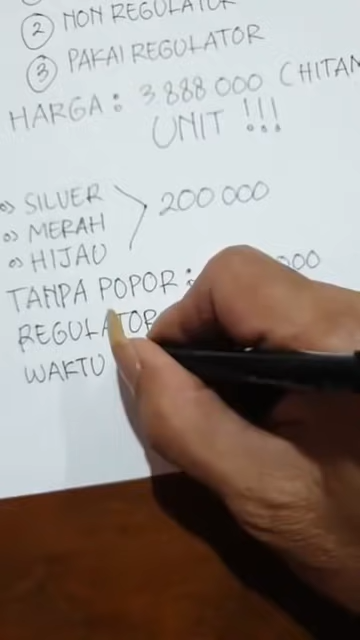 ② NON REGULATOR
③ PAKAI REGULATOR
HARGA : 3.888.000 (HITAM
UNIT !!!
⇒ SILVER
⇒ MERAH 200.000
⇒ HIJAU
TANPA POPOR :
REGULATOR
WAKTU